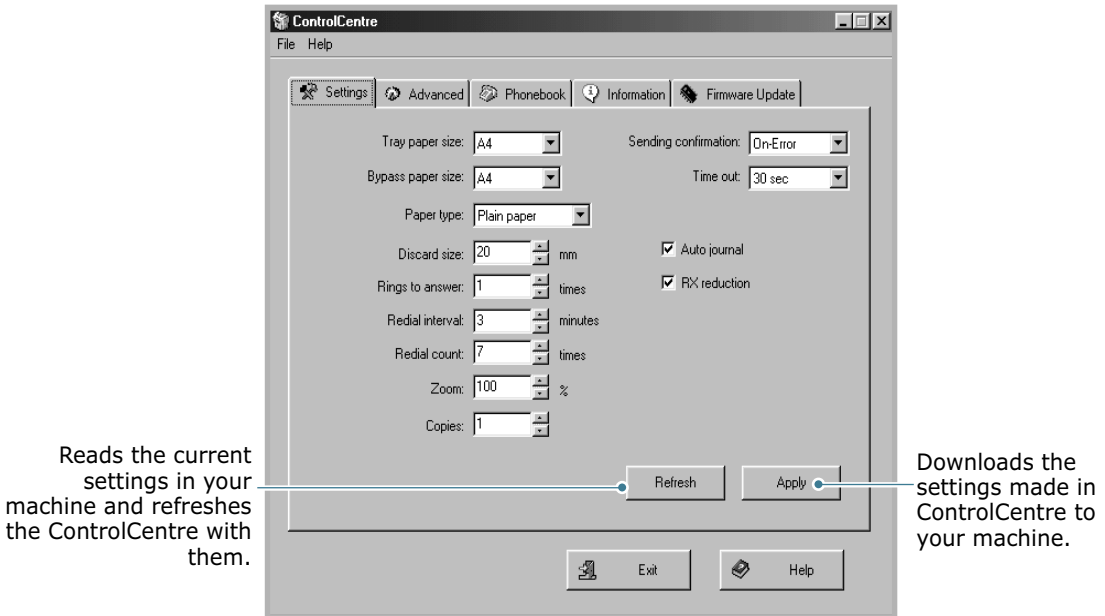 ControlCentre
File Help
Settings Advanced Phonebook Information Firmware Update
Tray paper size: A4 Sending confirmation: On-Error
Bypass paper size: A4 Time out: 30 sec
Paper type: Plain paper
Discard size: 20 mm Auto journal
Rings to answer: 1 times RX reduction
Redial interval: 3 minutes
Redial count: 7 times
Zoom: 100 %
Copies: 1
Refresh Apply
Exit Help
Reads the current
settings in your
machine and refreshes
the ControlCentre with
them.
Downloads the
settings made in
ControlCentre to
your machine.